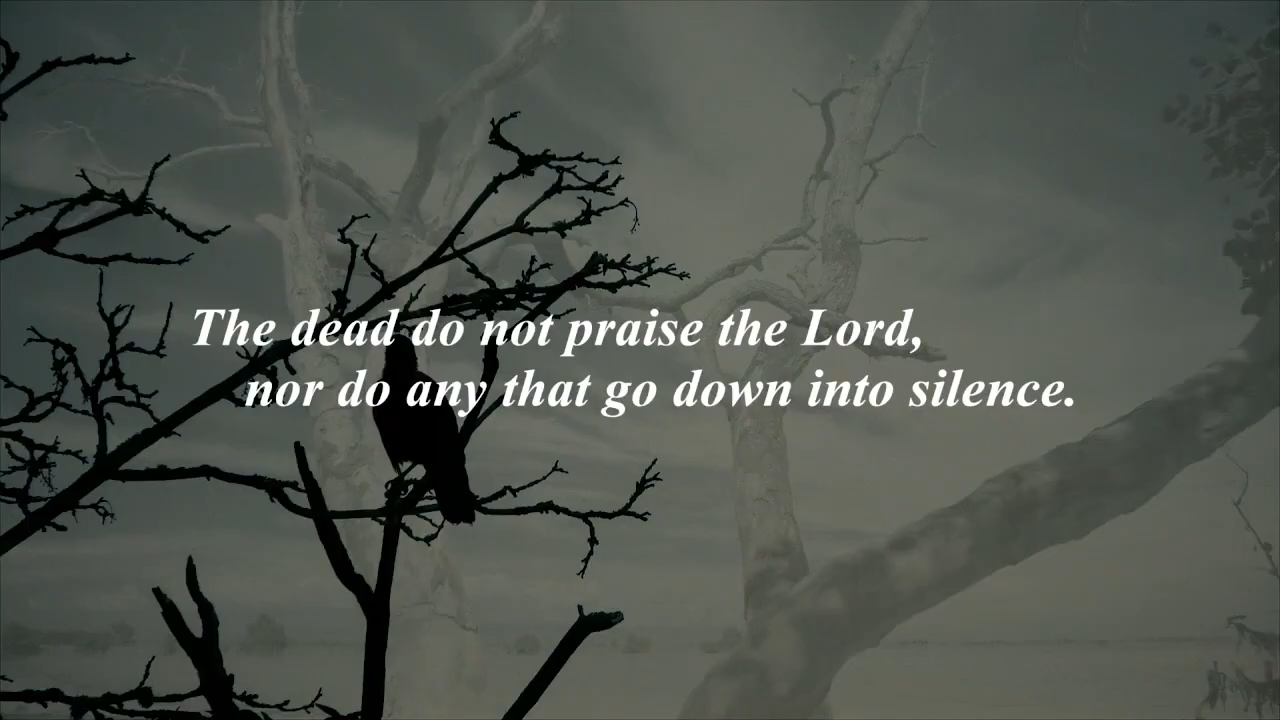 The dead do not praise the Lord,
nor do any that go down into silence.